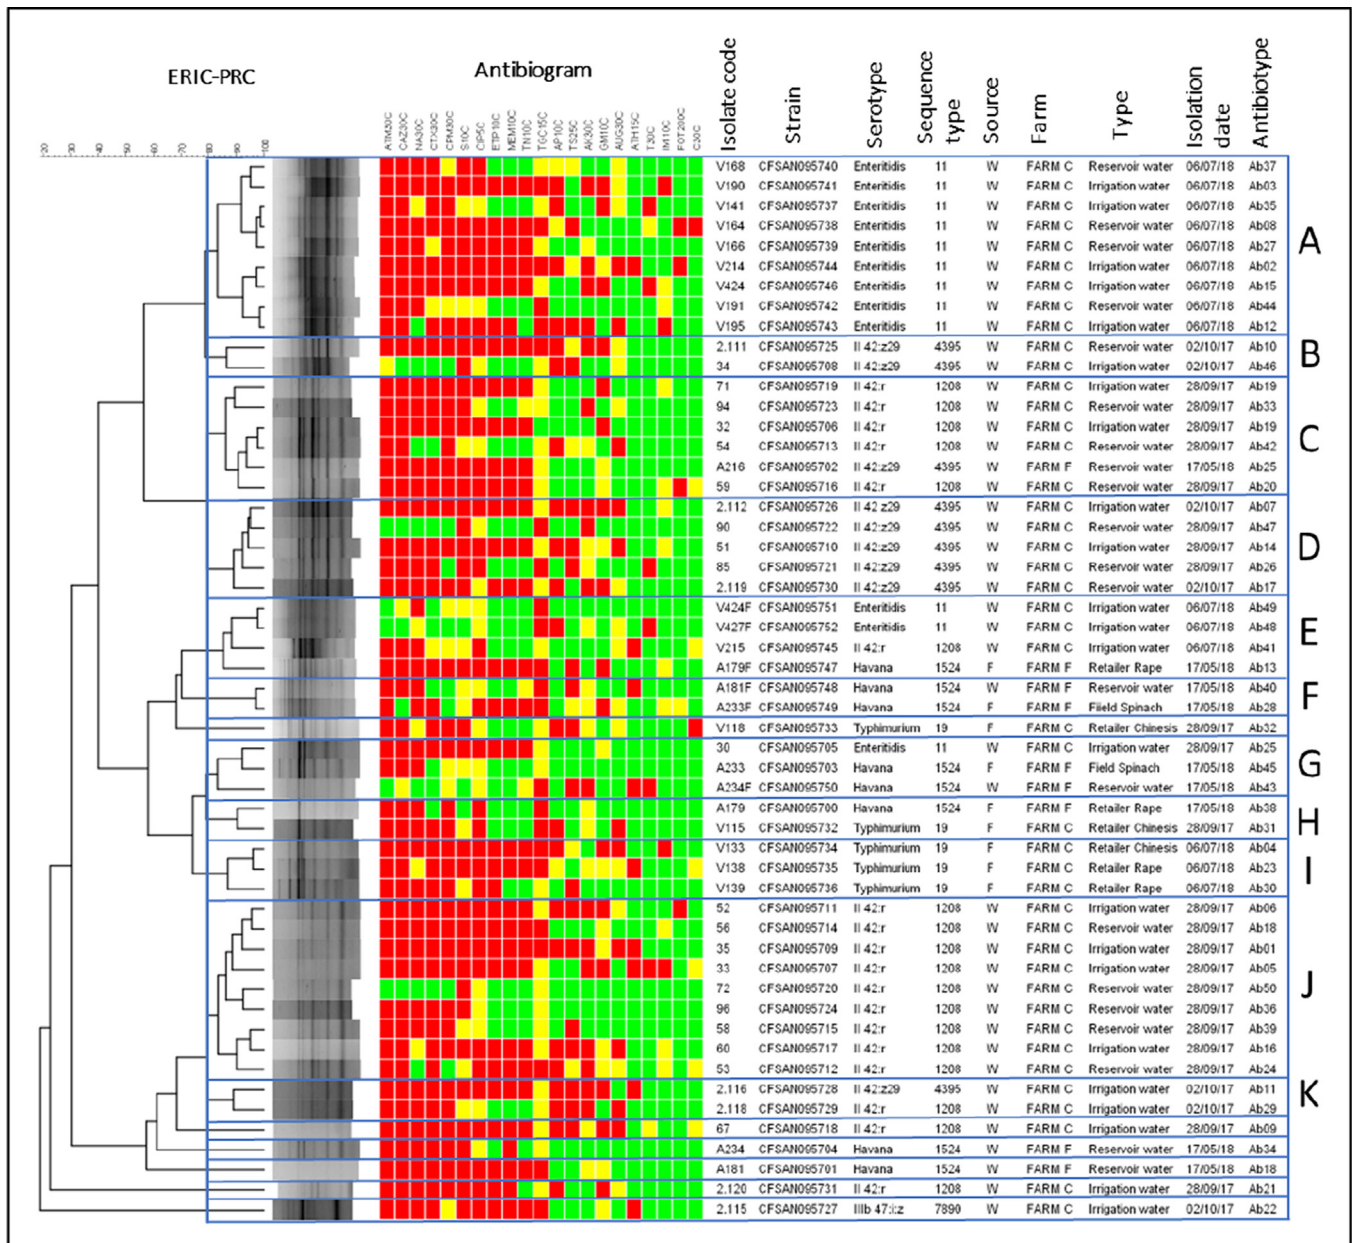 ERIC-PRC
Antibiogram
Isolate code
Strain
Serotype
Sequence type
Source
Farm
Type
Isolation date
Antibiotype
20 30 40 50 60 70 80 90 100
ATM30C CAZ30C NA30C CTX30C CPM30C S10C CIP5C ETP10C MEM10C TN10C TGC15C AP10C TS25C AK30C GM10C AUG30C ATH15C T30C IM10C FOT200C C30C
V168 CFSAN095740 Enteritidis 11 W FARM C Reservoir water 06/07/18 Ab37
V190 CFSAN095741 Enteritidis 11 W FARM C Irrigation water 06/07/18 Ab03
V141 CFSAN095737 Enteritidis 11 W FARM C Irrigation water 06/07/18 Ab35
V164 CFSAN095738 Enteritidis 11 W FARM C Reservoir water 06/07/18 Ab08
V166 CFSAN095739 Enteritidis 11 W FARM C Reservoir water 06/07/18 Ab27
V214 CFSAN095744 Enteritidis 11 W FARM C Irrigation water 06/07/18 Ab02
V424 CFSAN095746 Enteritidis 11 W FARM C Irrigation water 06/07/18 Ab15
V191 CFSAN095742 Enteritidis 11 W FARM C Reservoir water 06/07/18 Ab44
V195 CFSAN095743 Enteritidis 11 W FARM C Irrigation water 06/07/18 Ab12
A
2.111 CFSAN095725 II 42:z29 4395 W FARM C Reservoir water 02/10/17 Ab10
34 CFSAN095708 II 42:z29 4395 W FARM C Irrigation water 02/10/17 Ab46
B
71 CFSAN095719 II 42:r 1208 W FARM C Irrigation water 28/09/17 Ab19
94 CFSAN095723 II 42:r 1208 W FARM C Reservoir water 28/09/17 Ab33
32 CFSAN095706 II 42:r 1208 W FARM C Irrigation water 28/09/17 Ab19
54 CFSAN095713 II 42:r 1208 W FARM C Reservoir water 28/09/17 Ab42
A216 CFSAN095702 II 42:z29 4395 W FARM F Reservoir water 17/05/18 Ab25
59 CFSAN095716 II 42:r 1208 W FARM C Reservoir water 28/09/17 Ab20
C
2.112 CFSAN095726 II 42 z29 4395 W FARM C Irrigation water 02/10/17 Ab07
90 CFSAN095722 II 42:z29 4395 W FARM C Reservoir water 28/09/17 Ab47
51 CFSAN095710 II 42:z29 4395 W FARM C Irrigation water 28/09/17 Ab14
85 CFSAN095721 II 42:z29 4395 W FARM C Reservoir water 28/09/17 Ab26
2.119 CFSAN095730 II 42:z29 4395 W FARM C Reservoir water 02/10/17 Ab17
D
V424F CFSAN095751 Enteritidis 11 W FARM C Irrigation water 06/07/18 Ab49
V427F CFSAN095752 Enteritidis 11 W FARM C Irrigation water 06/07/18 Ab48
V215 CFSAN095745 II 42:r 1208 W FARM C Irrigation water 06/07/18 Ab41
A179F CFSAN095747 Havana 1524 F FARM F Retailer Rape 17/05/18 Ab13
E
A181F CFSAN095748 Havana 1524 W FARM F Reservoir water 17/05/18 Ab40
A233F CFSAN095749 Havana 1524 F FARM F Fiield Spinach 17/05/18 Ab28
F
V118 CFSAN095733 Typhimurium 19 F FARM C Retailer Chinesis 28/09/17 Ab32
30 CFSAN095705 Enteritidis 11 W FARM C Irrigation water 28/09/17 Ab25
A233 CFSAN095703 Havana 1524 F FARM F Field Spinach 17/05/18 Ab45
A234F CFSAN095750 Havana 1524 W FARM F Reservoir water 17/05/18 Ab43
G
A179 CFSAN095700 Havana 1524 F FARM F Retailer Rape 17/05/18 Ab38
V115 CFSAN095732 Typhimurium 19 F FARM C Retailer Chinesis 28/09/17 Ab31
H
V133 CFSAN095734 Typhimurium 19 F FARM C Retailer Chinesis 06/07/18 Ab04
V138 CFSAN095735 Typhimurium 19 F FARM C Retailer Rape 06/07/18 Ab23
V139 CFSAN095736 Typhimurium 19 F FARM C Retailer Rape 06/07/18 Ab30
I
52 CFSAN095711 II 42:r 1208 W FARM C Irrigation water 28/09/17 Ab06
56 CFSAN095714 II 42:r 1208 W FARM C Irrigation water 28/09/17 Ab18
35 CFSAN095709 II 42:r 1208 W FARM C Irrigation water 28/09/17 Ab01
33 CFSAN095707 II 42:r 1208 W FARM C Irrigation water 28/09/17 Ab05
72 CFSAN095720 II 42:r 1208 W FARM C Reservoir water 28/09/17 Ab50
96 CFSAN095724 II 42:r 1208 W FARM C Reservoir water 28/09/17 Ab36
58 CFSAN095715 II 42:r 1208 W FARM C Reservoir water 28/09/17 Ab39
60 CFSAN095717 II 42:r 1208 W FARM C Irrigation water 28/09/17 Ab16
53 CFSAN095712 II 42:r 1208 W FARM C Reservoir water 28/09/17 Ab24
J
2.116 CFSAN095728 II 42:z29 4395 W FARM C Irrigation water 02/10/17 Ab11
2.118 CFSAN095729 II 42:r 1208 W FARM C Irrigation water 02/10/17 Ab29
K
67 CFSAN095718 II 42:r 1208 W FARM C Irrigation water 28/09/17 Ab09
A234 CFSAN095704 Havana 1524 W FARM F Reservoir water 17/05/18 Ab34
A181 CFSAN095701 Havana 1524 W FARM F Reservoir water 17/05/18 Ab18
2.120 CFSAN095731 II 42:r 1208 W FARM C Irrigation water 28/09/17 Ab21
2.115 CFSAN095727 IIIb 47:i:z 7890 W FARM C Irrigation water 02/10/17 Ab22